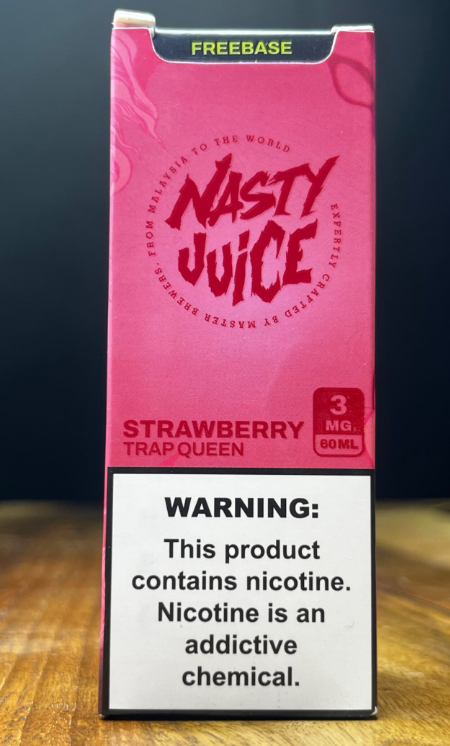 FREEBASE
FROM MALAYSIA TO THE WORLD
NASTY
JUICE
EXPERTLY CRAFTED BY MASTER BREWERS.
STRAWBERRY
TRAP QUEEN
3
MG
60ML
WARNING:
This product
contains nicotine.
Nicotine is an
addictive
chemical.